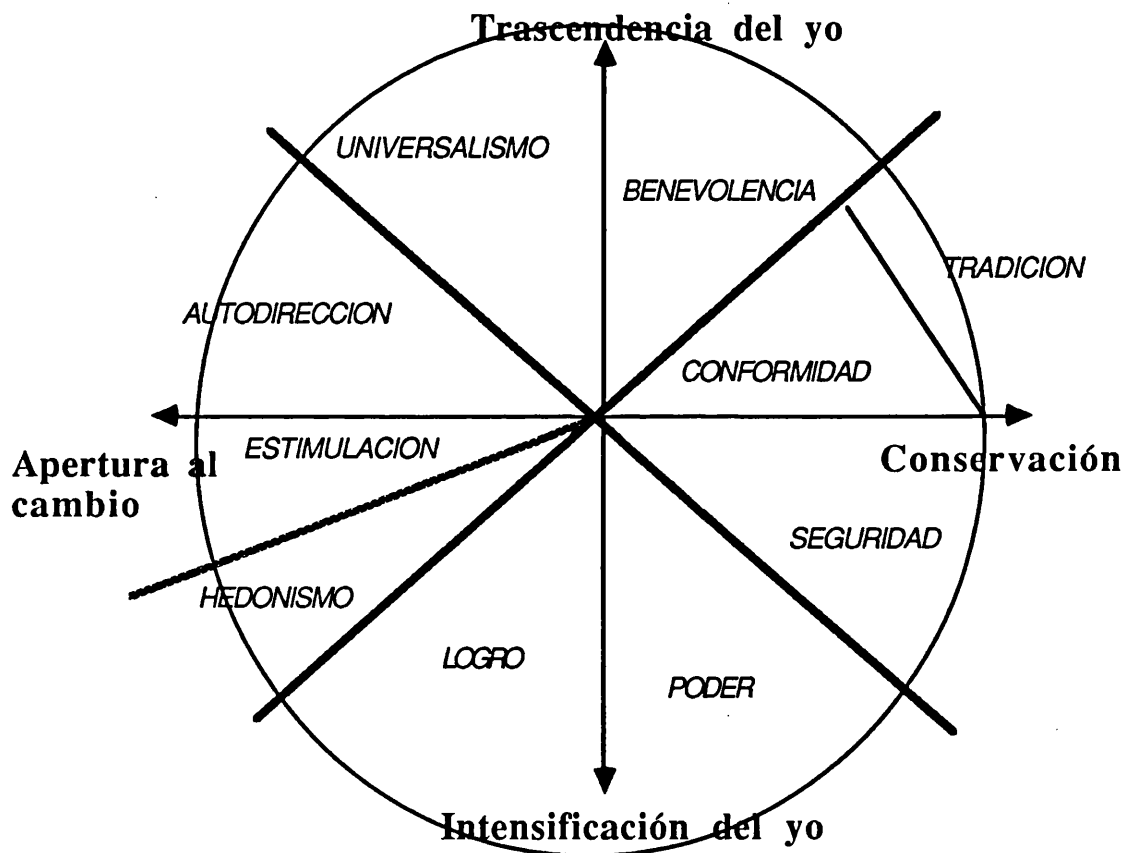 Trascendencia del yo
UNIVERSALISMO
BENEVOLENCIA
TRADICION
AUTODIRECCION
CONFORMIDAD
ESTIMULACION
Apertura al
cambio
Conservación
SEGURIDAD
HEDONISMO
LOGRO
PODER
Intensificación del yo